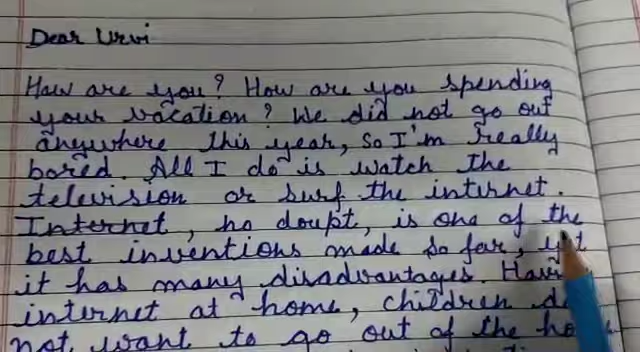 Dear Urvi
How are you? How are you spending
your vacation? We did not go out
anywhere this year, So I'm really
bored. All I do is watch the
television or surf the internet.
Internet, no doubt, is one of the
best inventions made so far, yet
it has many disadvantages.
internet at home, children
not want to go out of the